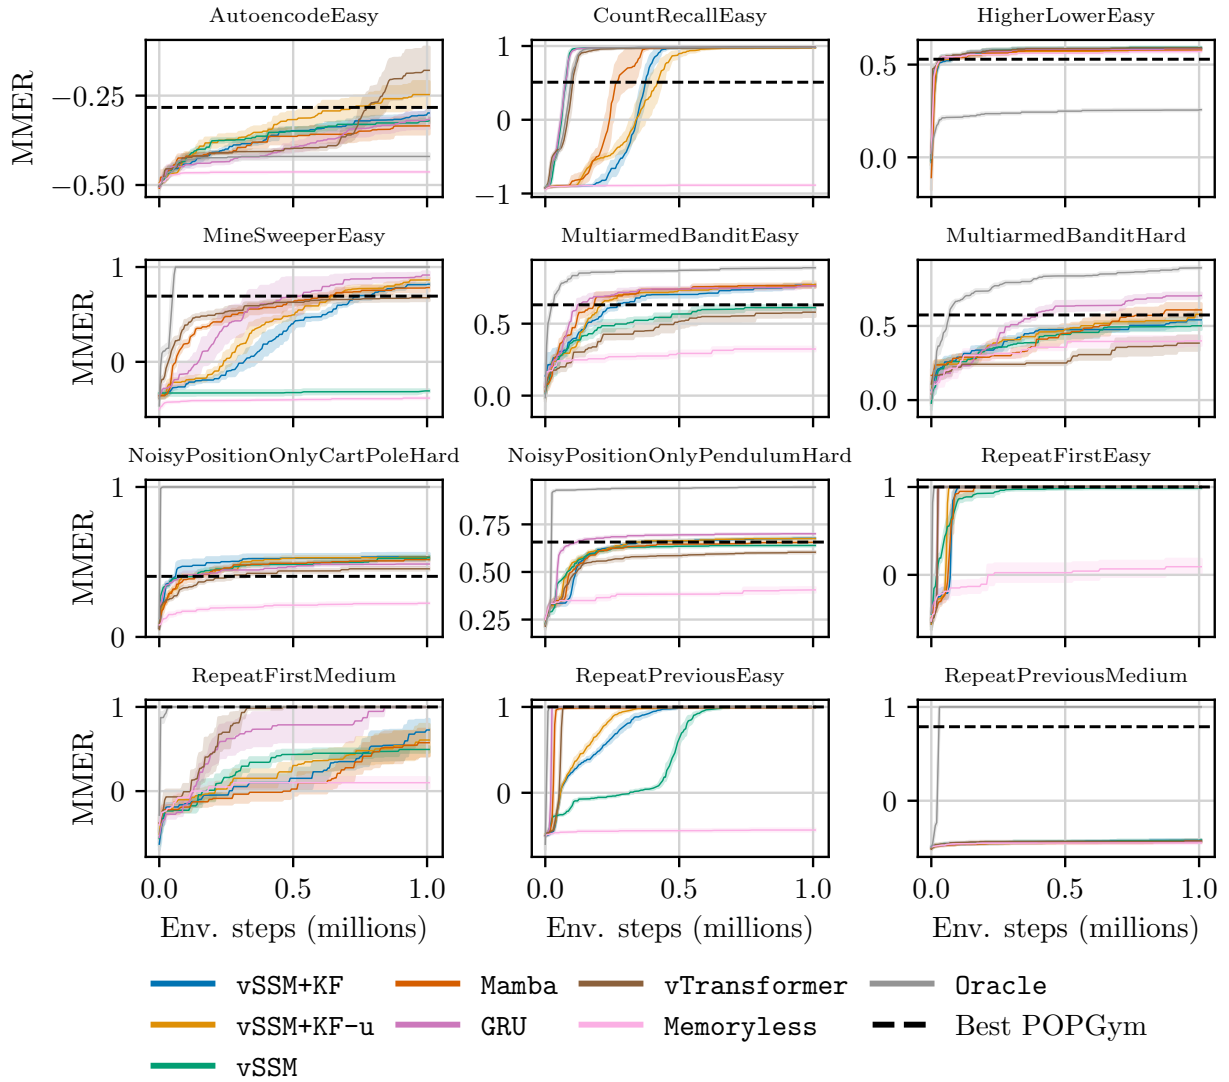 AutoencodeEasy CountRecallEasy HigherLowerEasy
MMER
−0.25
−0.50
1
0
−1
0.5
0.0
MineSweeperEasy MultiarmedBanditEasy MultiarmedBanditHard
MMER
1
0
0.5
0.0
0.5
0.0
NoisyPositionOnlyCartPoleHard NoisyPositionOnlyPendulumHard RepeatFirstEasy
MMER
1
0
0.75
0.50
0.25
1
0
RepeatFirstMedium RepeatPreviousEasy RepeatPreviousMedium
MMER
1
0
1
0
1
0
0.0 0.5 1.0 0.0 0.5 1.0 0.0 0.5 1.0
Env. steps (millions) Env. steps (millions) Env. steps (millions)
vSSM+KF Mamba vTransformer Oracle
vSSM+KF-u GRU Memoryless Best POPGym
vSSM